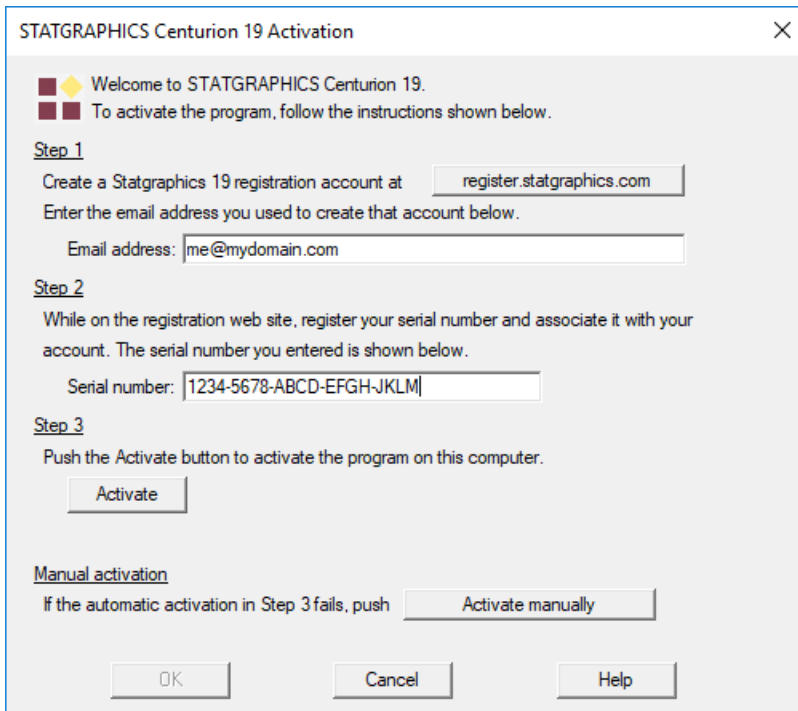 STATGRAPHICS Centurion 19 Activation
Welcome to STATGRAPHICS Centurion 19.
To activate the program, follow the instructions shown below.
Step 1
Create a Statgraphics 19 registration account at register.statgraphics.com
Enter the email address you used to create that account below.
Email address: me@mydomain.com
Step 2
While on the registration web site, register your serial number and associate it with your
account. The serial number you entered is shown below.
Serial number: 1234-5678-ABCD-EFGH-JKLM
Step 3
Push the Activate button to activate the program on this computer.
Activate
Manual activation
If the automatic activation in Step 3 fails, push Activate manually
OK Cancel Help